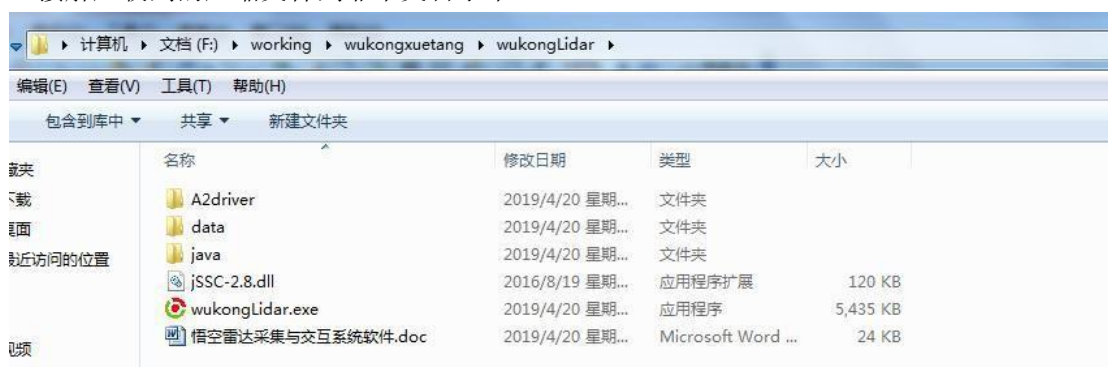 计算机 ▸ 文档 (F:) ▸ working ▸ wukongxuetang ▸ wukongLidar ▸
编辑(E) 查看(V) 工具(T) 帮助(H)
包含到库中 共享 新建文件夹
名称 修改日期 类型 大小
藏夹
下载 A2driver 2019/4/20 星期... 文件夹
桌面 data 2019/4/20 星期... 文件夹
java 2019/4/20 星期... 文件夹
最近访问的位置
jSSC-2.8.dll 2016/8/19 星期... 应用程序扩展 120 KB
wukongLidar.exe 2019/4/20 星期... 应用程序 5,435 KB
悟空雷达采集与交互系统软件.doc 2019/4/20 星期... Microsoft Word ... 24 KB
视频